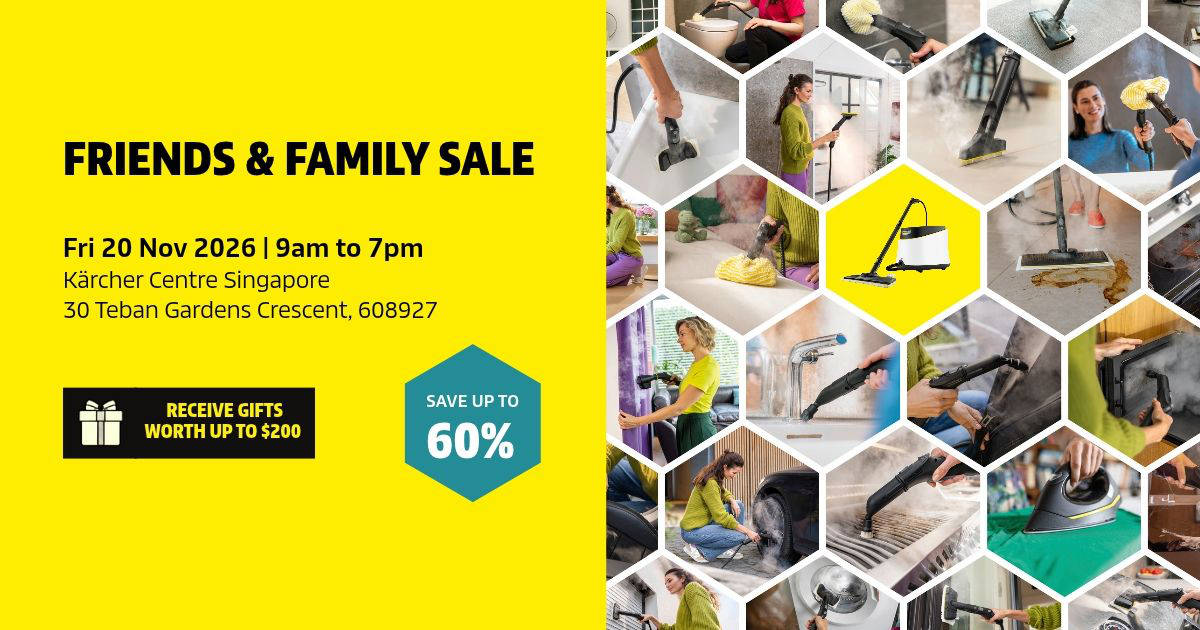 FRIENDS & FAMILY SALE
Fri 20 Nov 2026 | 9am to 7pm
Kärcher Centre Singapore
30 Teban Gardens Crescent, 608927
RECEIVE GIFTS
WORTH UP TO $200
SAVE UP TO
60%